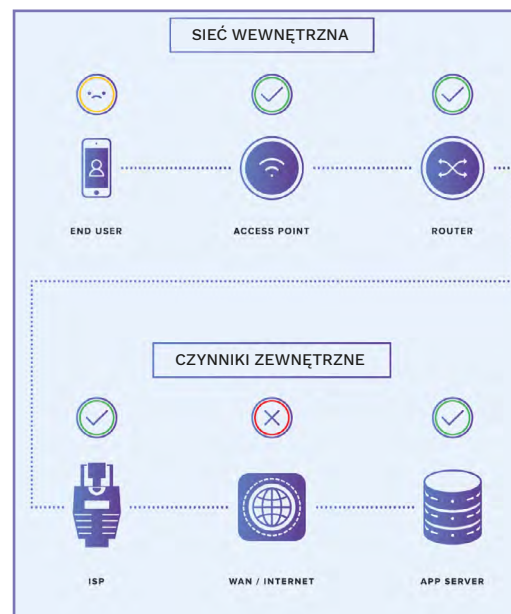 SIEĆ WEWNĘTRZNA
END USER
ACCESS POINT
ROUTER
CZYNNIKI ZEWNĘTRZNE
ISP
WAN / INTERNET
APP SERVER